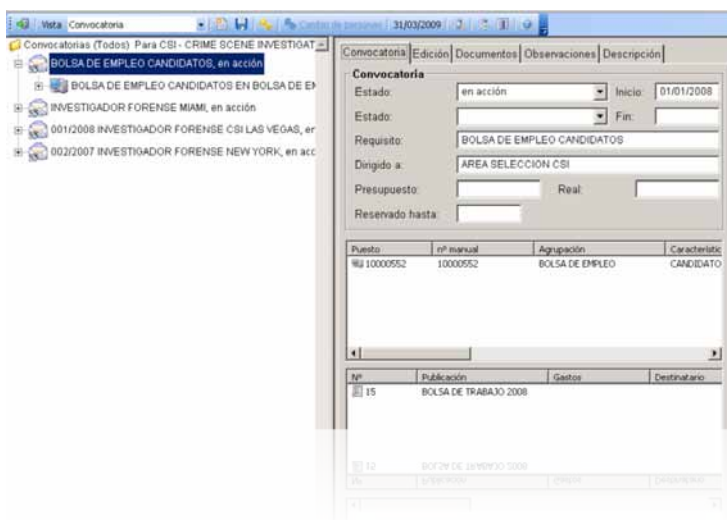 Vista Convocatoria 31/03/2009
Convocatorias (Todos) Para CSI - CRIME SCENE INVESTIGAT
BOLSA DE EMPLEO CANDIDATOS, en acción
BOLSA DE EMPLEO CANDIDATOS EN BOLSA DE EN
INVESTIGADOR FORENSE MIAMI, en acción
001/2008 INVESTIGADOR FORENSE CSI LAS VEGAS, er
002/2007 INVESTIGADOR FORENSE NEW YORK, en acc
Convocatoria Edición Documentos Observaciones Descripción
Convocatoria
Estado: en acción Inicio: 01/01/2008
Estado: Fin:
Requisito: BOLSA DE EMPLEO CANDIDATOS
Dirigido a: AREA SELECCION CSI
Presupuesto: Real:
Reservado hasta:
Puesto nº manual Agrupación Característic
10000552 10000552 BOLSA DE EMPLEO CANDIDATO
Nº Publicación Gastos Destinatario
15 BOLSA DE TRABAJO 2008